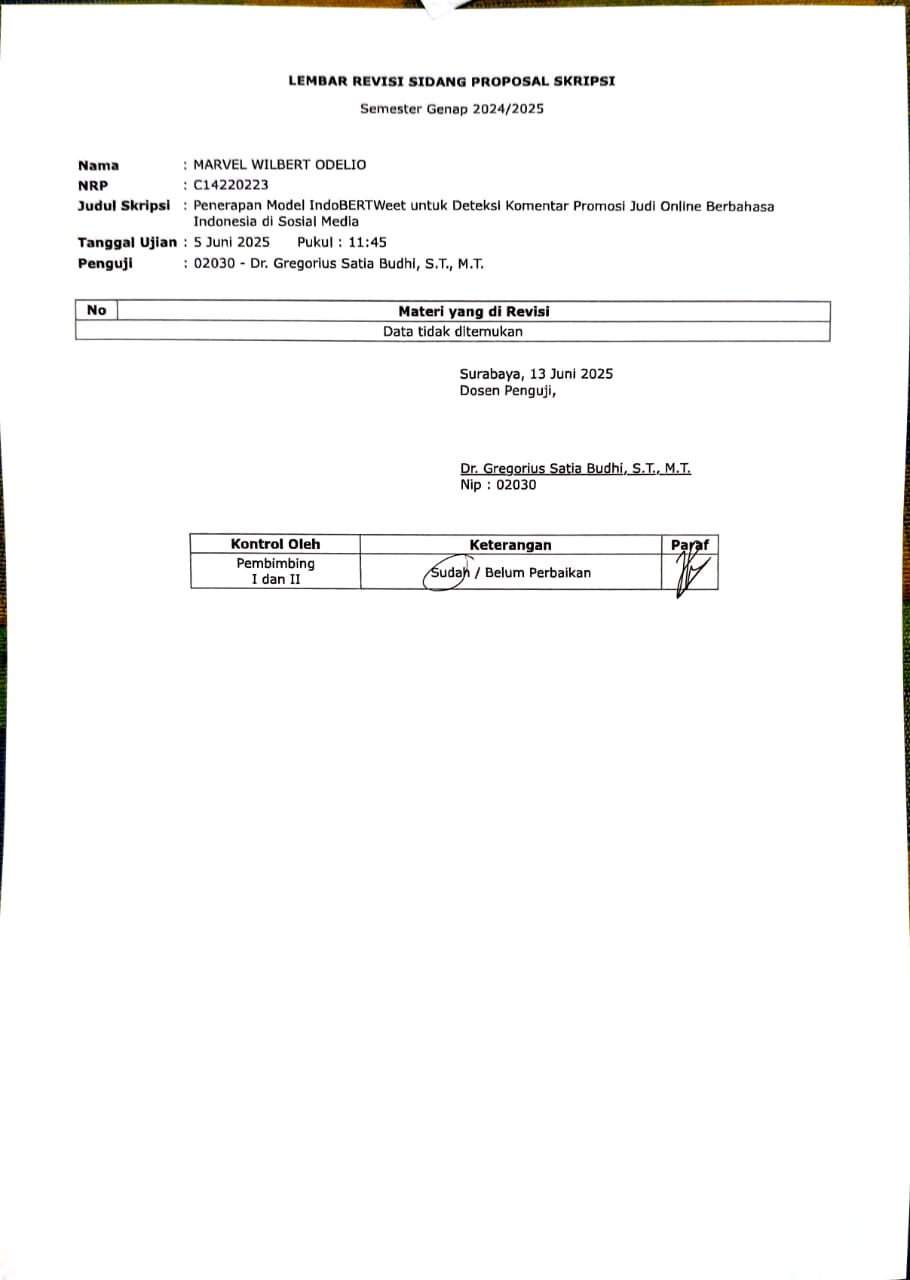 LEMBAR REVISI SIDANG PROPOSAL SKRIPSI
Semester Genap 2024/2025
Nama : MARVEL WILBERT ODELIO
NRP : C14220223
Judul Skripsi : Penerapan Model IndoBERTWeet untuk Deteksi Komentar Promosi Judi Online Berbahasa
Indonesia di Sosial Media
Tanggal Ujian : 5 Juni 2025 Pukul : 11:45
Penguji : 02030 - Dr. Gregorius Satia Budhi, S.T., M.T.
No Materi yang di Revisi
Data tidak ditemukan
Surabaya, 13 Juni 2025
Dosen Penguji,
Dr. Gregorius Satia Budhi, S.T., M.T.
Nip : 02030
Kontrol Oleh Keterangan Paraf
Pembimbing
I dan II
Sudah / Belum Perbaikan